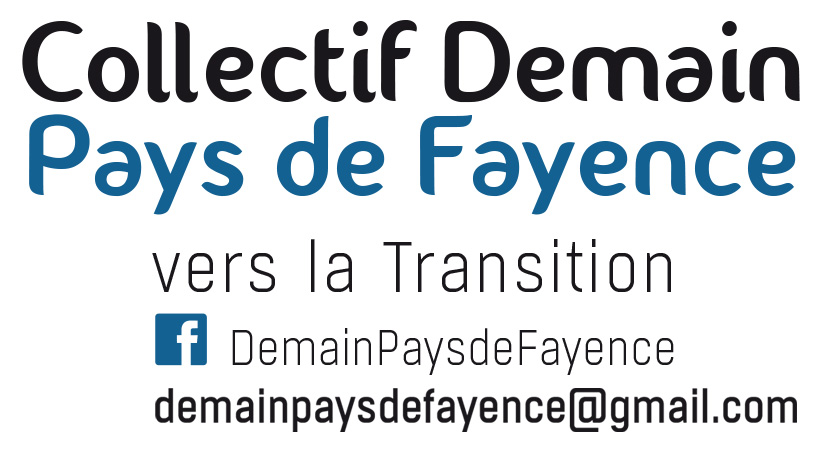 Collectif Demain
Pays de Fayence
vers la Transition
DemainPaysdeFayence
demainpaysdefayence@gmail.com